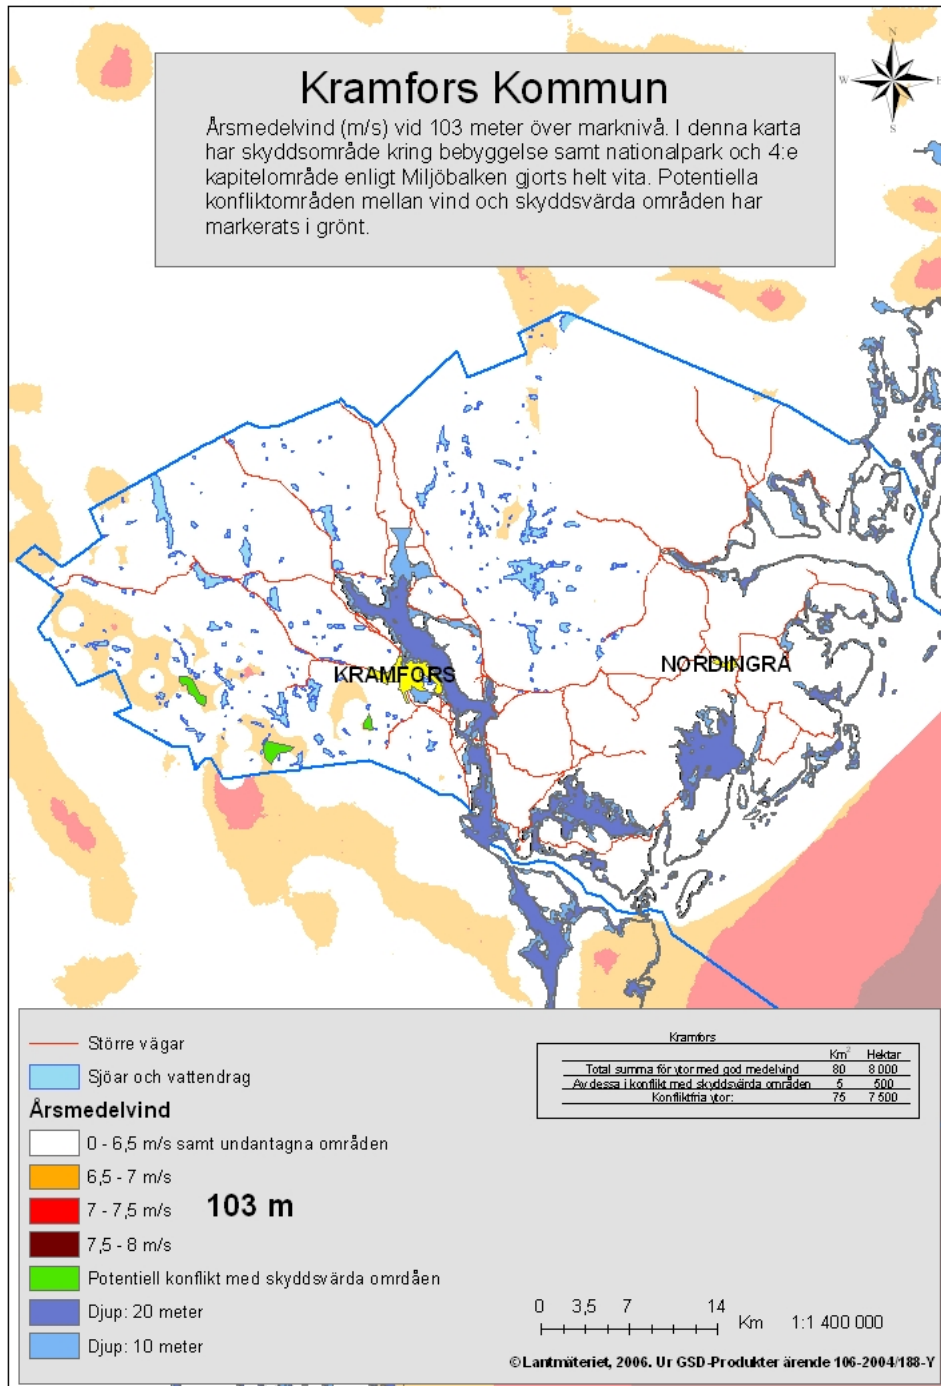 N
W E
S
Kramfors Kommun
Årsmedelvind (m/s) vid 103 meter över marknivå. I denna karta
har skyddsområde kring bebyggelse samt nationalpark och 4:e
kapitelområde enligt Miljöbalken gjorts helt vita. Potentiella
konfliktområden mellan vind och skyddsvärda områden har
markerats i grönt.
KRAMFORS
NORDINGRÅ
Större vägar
Sjöar och vattendrag
Årsmedelvind
0 - 6,5 m/s samt undantagna områden
6,5 - 7 m/s
7 - 7,5 m/s
103 m
7,5 - 8 m/s
Potentiell konflikt med skyddsvärda omrdåen
Djup: 20 meter
Djup: 10 meter
Kramfors
Km² Hektar
Total summa för ytor med god medelvind 80 8 000
Av dessa i konflikt med skyddsvärda områden 5 500
Konfliktfria ytor: 75 7 500
0 3,5 7 14
Km 1:1 400 000
© Lantmäteriet, 2006. Ur GSD-Produkter ärende 106-2004/188-Y